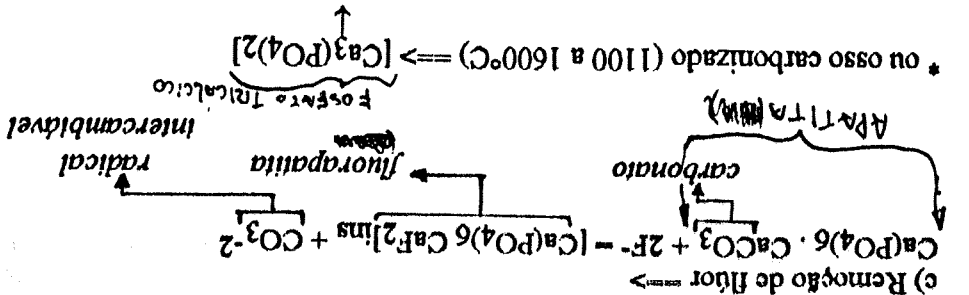 c) Remoção de flúor ==>
Ca(PO4)6 . CaCO3 + 2F- = [Ca(PO4)6 CaF2]ins + CO3-2
carbonato fluorapatita radical
intercambiável
APATITA
FOSFATO TRICÁLCICO
* ou osso carbonizado (1100 a 1600°C) ==> [Ca3(PO4)2]